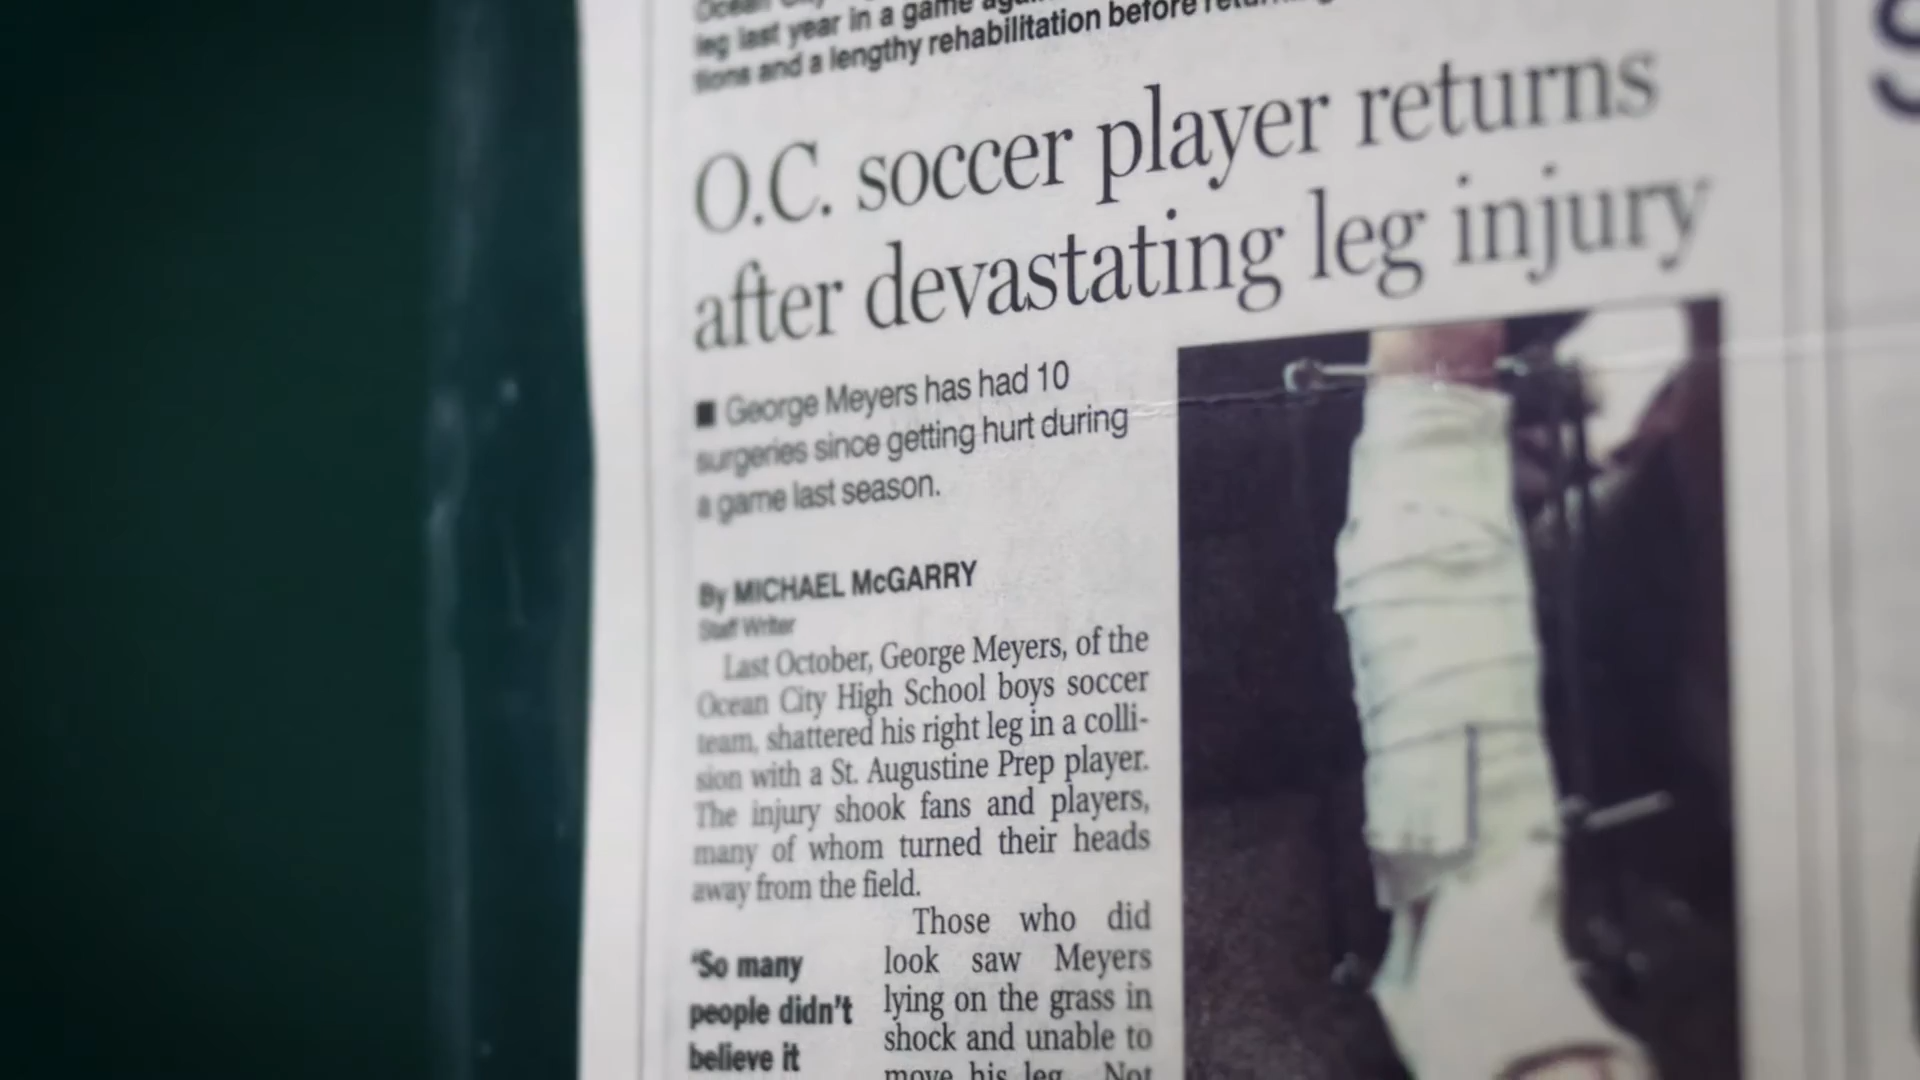 leg last year in a game
tions and a lengthy rehabilitation before
O.C. soccer player returns
after devastating leg injury
■ George Meyers has had 10
surgeries since getting hurt during
a game last season.
By MICHAEL McGARRY
Staff Writer
Last October, George Meyers, of the
Ocean City High School boys soccer
team, shattered his right leg in a colli-
sion with a St. Augustine Prep player.
The injury shook fans and players,
many of whom turned their heads
away from the field.
Those who did
look saw Meyers
lying on the grass in
shock and unable to
move his leg. Not
'So many
people didn't
believe it